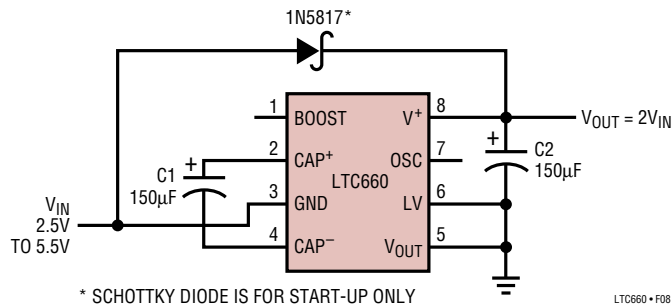 1N5817*
1 BOOST V+ 8
VOUT = 2VIN
2 CAP+ OSC 7
C1
150µF
LTC660
C2
150µF
VIN
2.5V
TO 5.5V
3 GND LV 6
4 CAP− VOUT 5
+
+
* SCHOTTKY DIODE IS FOR START-UP ONLY
LTC660 • F08